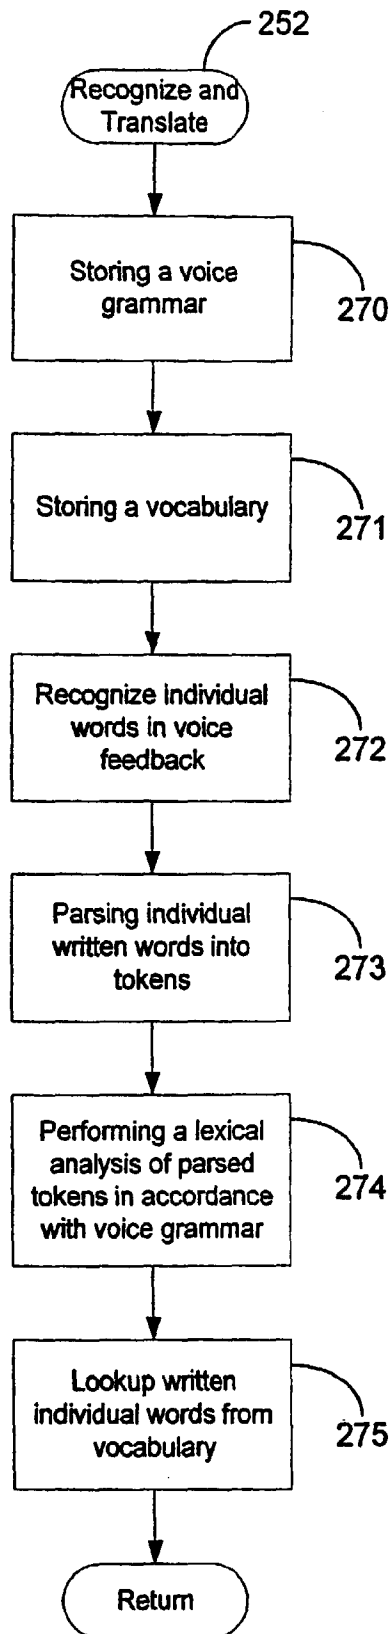 252
Recognize and
Translate
Storing a voice
grammar
270
Storing a vocabulary
271
Recognize individual
words in voice
feedback
272
Parsing individual
written words into
tokens
273
Performing a lexical
analysis of parsed
tokens in accordance
with voice grammar
274
Lookup written
individual words from
vocabulary
275
Return